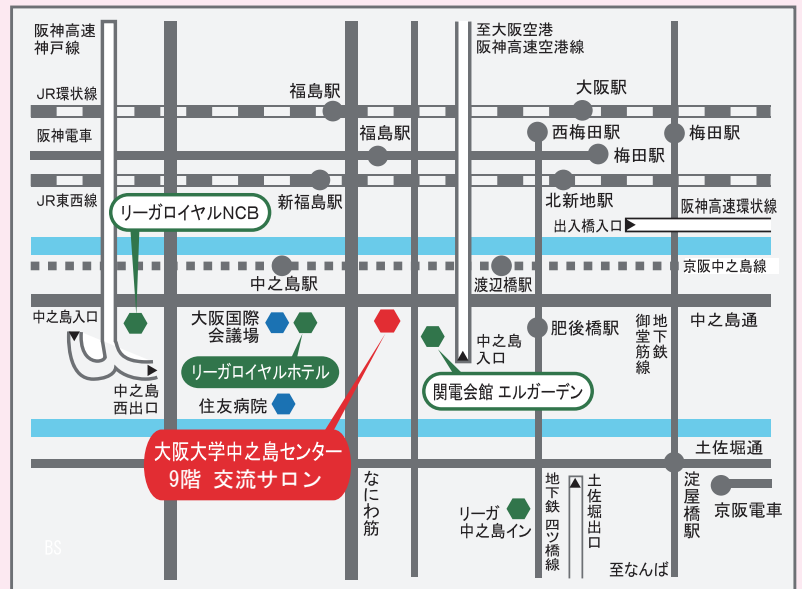 阪神高速
神戸線
至大阪空港
阪神高速空港線
JR環状線
福島駅
大阪駅
阪神電車
福島駅
西梅田駅
梅田駅
梅田駅
JR東西線
新福島駅
北新地駅
リーガロイヤルNCB
阪神高速環状線
出入橋入口
京阪中之島線
中之島駅
渡辺橋駅
中之島入口
大阪国際
会議場
中之島
入口
肥後橋駅
地下鉄
御堂筋線
中之島通
リーガロイヤルホテル
関電会館 エルガーデン
中之島
西出口
住友病院
大阪大学中之島センター
9階 交流サロン
土佐堀通
なにわ筋
リーガ
中之島イン
地下鉄 四ツ橋線
土佐堀出口
淀屋橋駅
京阪電車
至なんば
BS